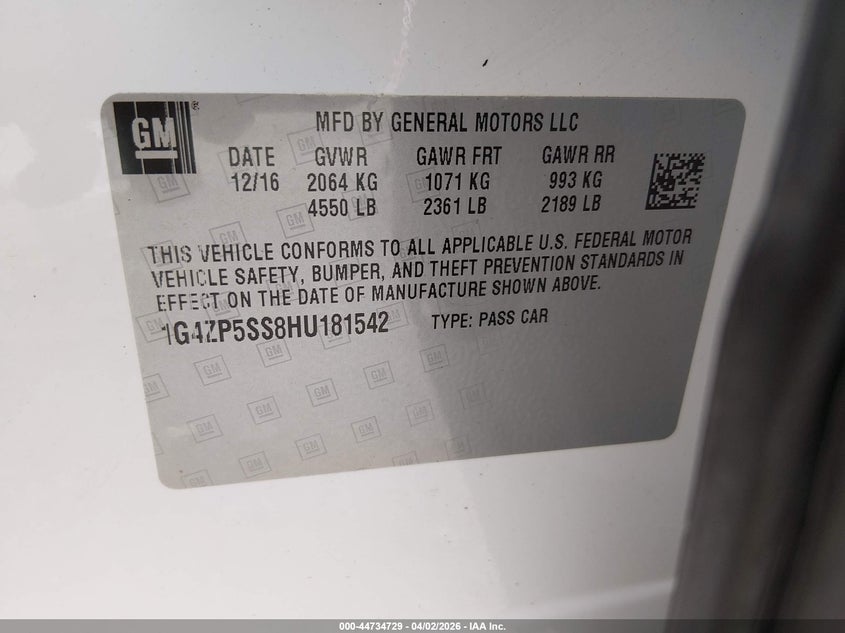 GM ®
MFD BY GENERAL MOTORS LLC
DATE GVWR GAWR FRT GAWR RR
12/16 2064 KG 1071 KG 993 KG
4550 LB 2361 LB 2189 LB
THIS VEHICLE CONFORMS TO ALL APPLICABLE U.S. FEDERAL MOTOR
VEHICLE SAFETY, BUMPER, AND THEFT PREVENTION STANDARDS IN
EFFECT ON THE DATE OF MANUFACTURE SHOWN ABOVE.
1G4ZP5SS8HU181542 TYPE: PASS CAR
000-44734729 | 04/02/2026 | IAA Inc.